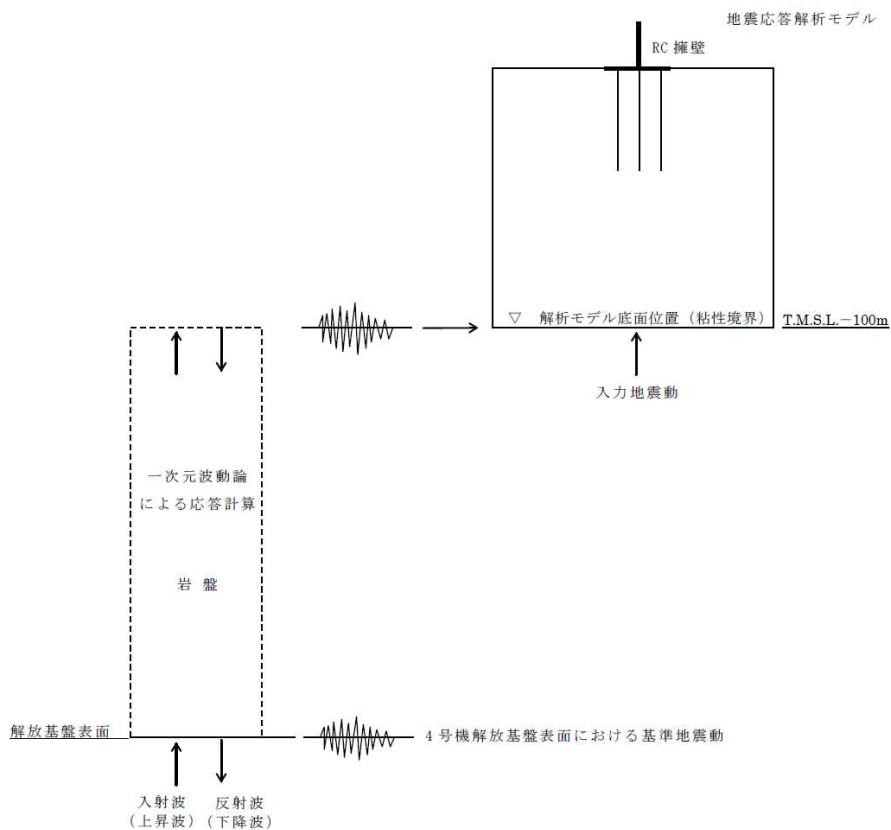 地震応答解析モデル
RC 擁壁
▽ 解析モデル底面位置（粘性境界）
T.M.S.L.－100m
入力地震動
一次元波動論
による応答計算
岩 盤
解放基盤表面
4号機解放基盤表面における基準地震動
入射波
（上昇波）
反射波
（下降波）